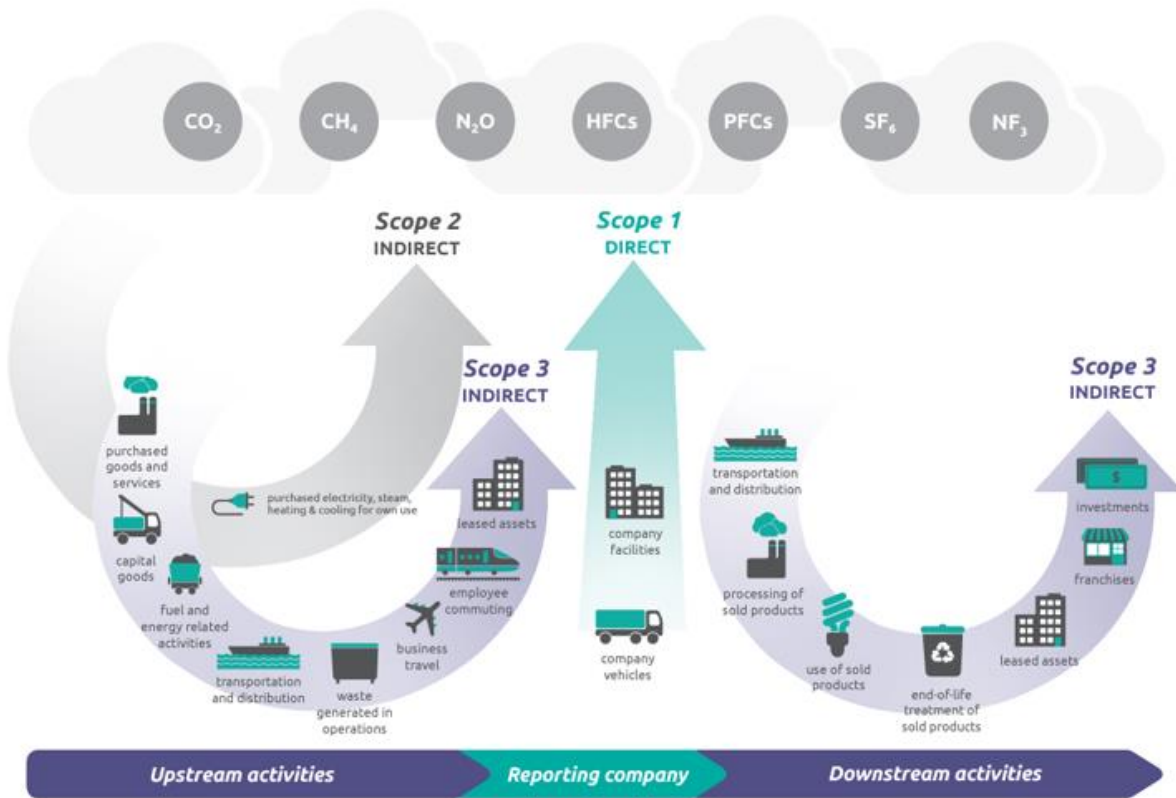 CO₂
CH₄
N₂O
HFCs
PFCs
SF₆
NF₃
Scope 2
INDIRECT
Scope 1
DIRECT
Scope 3
INDIRECT
Scope 3
INDIRECT
purchased
goods and
services
capital
goods
fuel and
energy related
activities
transportation
and distribution
waste
generated in
operations
business
travel
employee
commuting
leased assets
purchased electricity, steam,
heating & cooling for own use
company
facilities
company
vehicles
transportation
and distribution
processing of
sold products
use of sold
products
end-of-life
treatment of
sold products
leased assets
franchises
$
investments
Upstream activities
Reporting company
Downstream activities